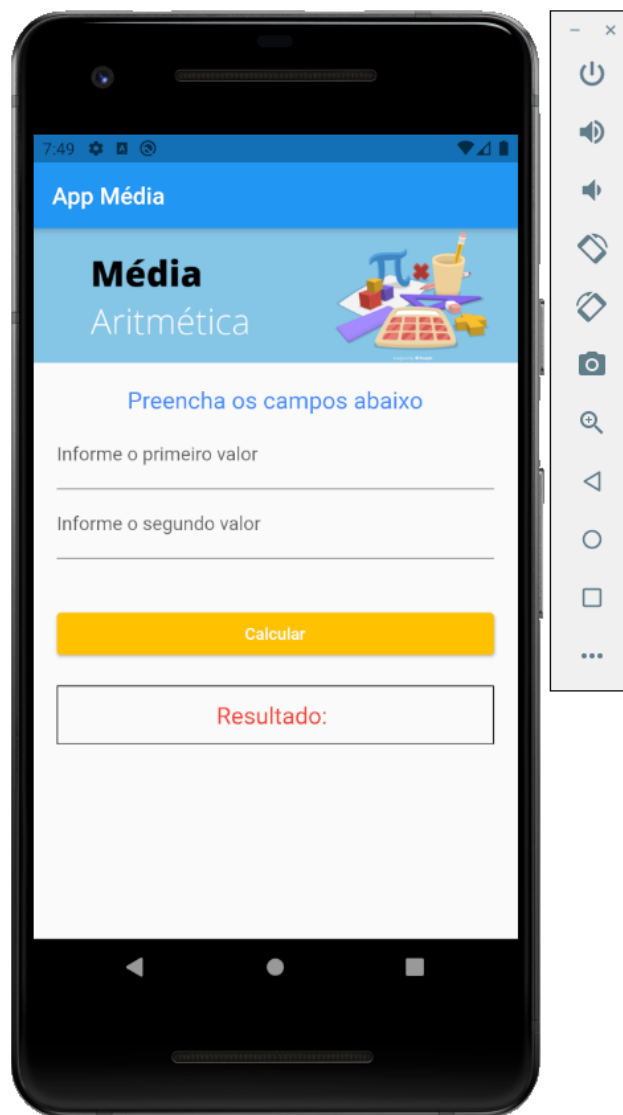 7:49
App Média
Média
Aritmética
Preencha os campos abaixo
Informe o primeiro valor
Informe o segundo valor
Calcular
Resultado: